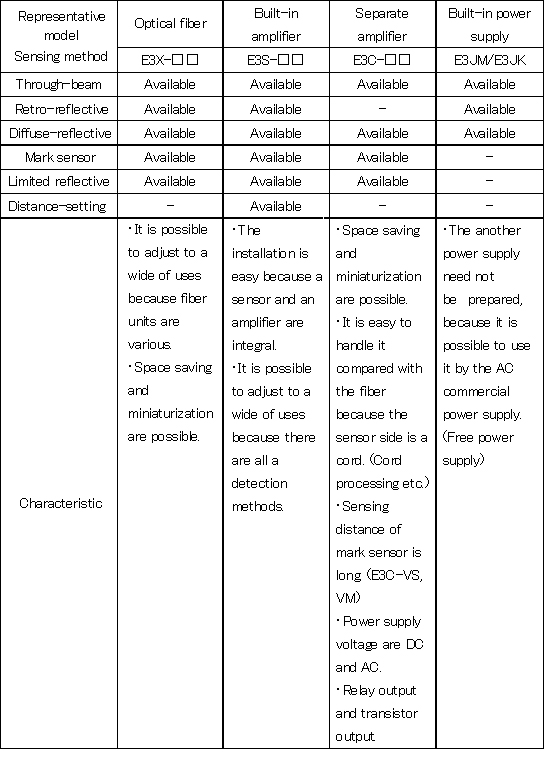 Representative
model
Sensing method
Optical fiber
Built-in
amplifier
Separate
amplifier
Built-in power
supply
E3X-□□
E3S-□□
E3C-□□
E3JM/E3JK
Through-beam Available Available Available Available
Retro-reflective Available Available - Available
Diffuse-reflective Available Available Available Available
Mark sensor Available Available Available -
Limited reflective Available Available Available -
Distance-setting - Available - -
Characteristic
・It is possible
to adjust to a
wide of uses
because fiber
units are
various.
・Space saving
and
miniaturization
are possible.
・The
installation is
easy because a
sensor and an
amplifier are
integral.
・It is possible
to adjust to a
wide of uses
because there
are all a
detection
methods.
・Space saving
and
miniaturization
are possible.
・It is easy to
handle it
compared with
the fiber
because the
sensor side is a
cord. (Cord
processing etc.)
・Sensing
distance of
mark sensor is
long (E3C-VS,
VM)
・Power supply
voltage are DC
and AC.
・Relay output
and transistor
output.
・The another
power supply
need not
be prepared,
because it is
possible to use
it by the AC
commercial
power supply.
(Free power
supply)